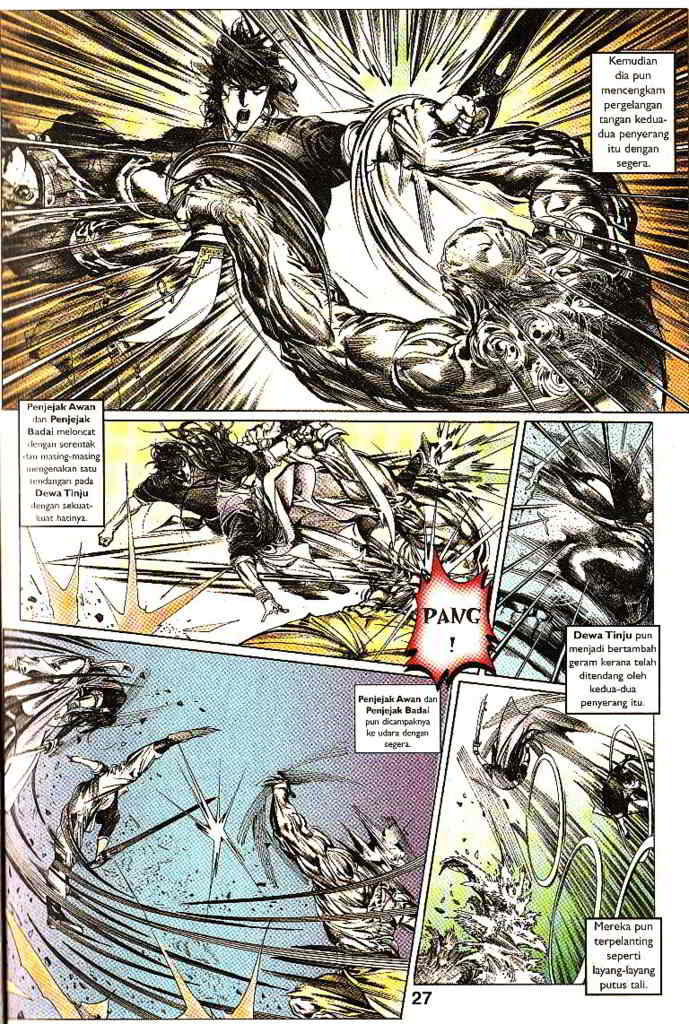 Kemudian
dia pun
mencengkam
pergelangan
tangan kedua-
dua penyerang
itu dengan
segera.
Penjejak Awan
dan Penjejak
Badai meloncat
dengan serentak
dan masing-masing
mengenakan satu
tendangan pada
Dewa Tinju
dengan sekuat-
kuat hatinya.
PANG
!
Dewa Tinju pun
menjadi bertambah
geram kerana telah
ditendang oleh
kedua-dua
penyerang itu.
Penjejak Awan dan
Penjejak Badai
pun dicampaknya
ke udara dengan
segera.
Mereka pun
terpelanting
seperti
layang-layang
putus tali.
27